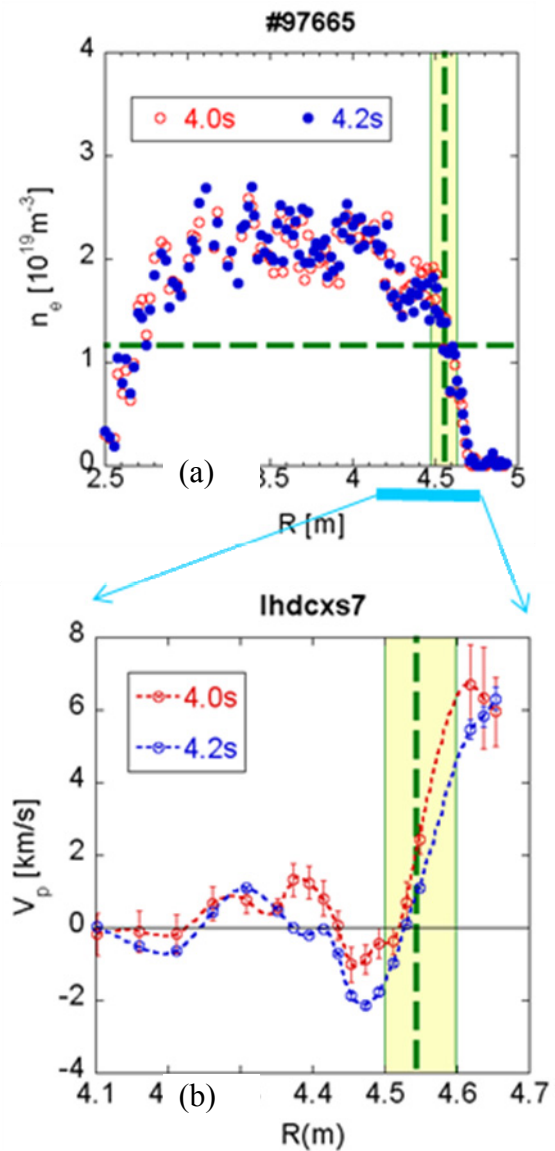 #97665
4.0s 4.2s
n_e [10^19 m^-3]
4
3
2
1
0
2.5 (a) 3.5 4 4.5 5
R [m]
lhdcxs7
4.0s
4.2s
V_p [km/s]
8
6
4
2
0
-2
-4
4.1 4 (b) 4.4 4.5 4.6 4.7
R(m)